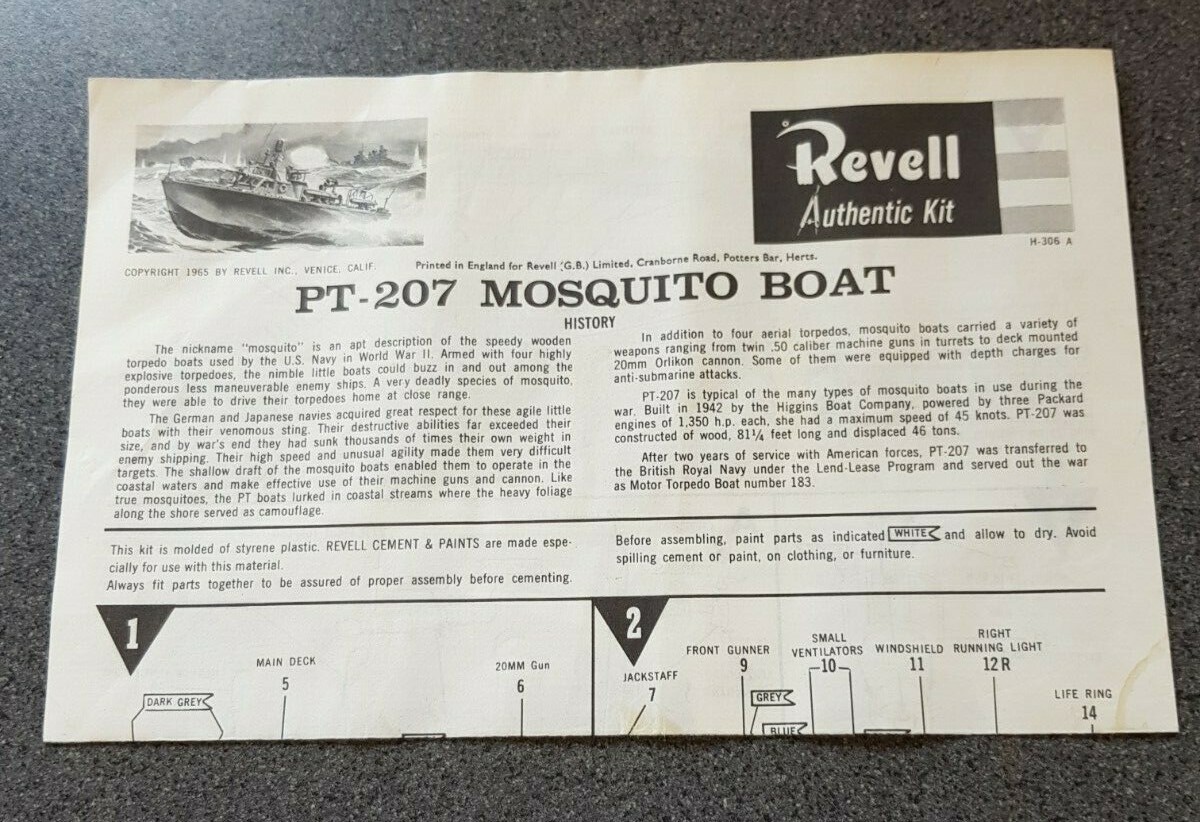 Revell
Authentic Kit
H-306 A
COPYRIGHT 1965 BY REVELL INC., VENICE, CALIF.
Printed in England for Revell (G.B.) Limited, Cranborne Road, Potters Bar, Herts.
PT-207 MOSQUITO BOAT
HISTORY
The nickname "mosquito" is an apt description of the speedy wooden
torpedo boats used by the U.S. Navy in World War II. Armed with four highly
explosive torpedoes, the nimble little boats could buzz in and out among the
ponderous less maneuverable enemy ships. A very deadly species of mosquito,
they were able to drive their torpedoes home at close range.
The German and Japanese navies acquired great respect for these agile little
boats with their venomous sting. Their destructive abilities far exceeded their
size, and by war's end they had sunk thousands of times their own weight in
enemy shipping. Their high speed and unusual agility made them very difficult
targets. The shallow draft of the mosquito boats enabled them to operate in the
coastal waters and make effective use of their machine guns and cannon. Like
true mosquitoes, the PT boats lurked in coastal streams where the heavy foliage
along the shore served as camouflage.
In addition to four aerial torpedos, mosquito boats carried a variety of
weapons ranging from twin .50 caliber machine guns in turrets to deck mounted
20mm Orlikon cannon. Some of them were equipped with depth charges for
anti-submarine attacks.
PT-207 is typical of the many types of mosquito boats in use during the
war. Built in 1942 by the Higgins Boat Company, powered by three Packard
engines of 1,350 h.p. each, she had a maximum speed of 45 knots. PT-207 was
constructed of wood, 81¼ feet long and displaced 46 tons.
After two years of service with American forces, PT-207 was transferred to
the British Royal Navy under the Lend-Lease Program and served out the war
as Motor Torpedo Boat number 183.
This kit is molded of styrene plastic. REVELL CEMENT & PAINTS are made espe-
cially for use with this material.
Always fit parts together to be assured of proper assembly before cementing.
Before assembling, paint parts as indicated WHITE and allow to dry. Avoid
spilling cement or paint, on clothing, or furniture.
1
MAIN DECK
5
20MM Gun
6
DARK GREY
2
JACKSTAFF
7
FRONT GUNNER
9
SMALL
VENTILATORS
10
WINDSHIELD
11
RIGHT
RUNNING LIGHT
12R
LIFE RING
14
GREY
BLUE